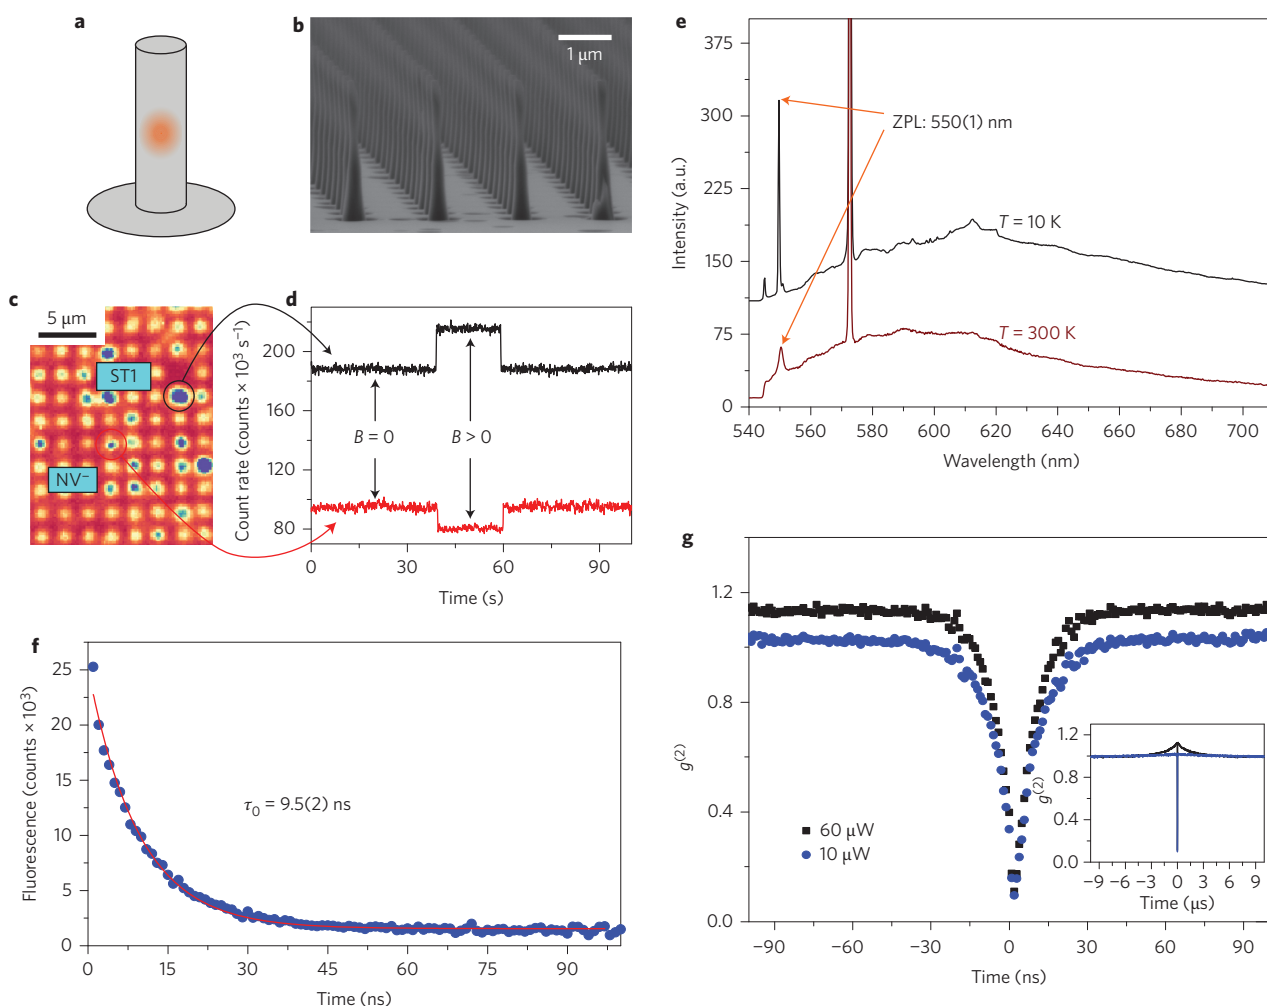 a
b
1 μm
c
5 μm
ST1
NV⁻
d
Count rate (counts × 10³ s⁻¹)
200
160
120
80
B = 0
B > 0
0
30
60
90
Time (s)
e
Intensity (a.u.)
375
300
225
150
75
0
ZPL: 550(1) nm
T = 10 K
T = 300 K
540
560
580
600
620
640
660
680
700
Wavelength (nm)
f
Fluorescence (counts × 10³)
25
20
15
10
5
0
τ₀ = 9.5(2) ns
0
15
30
45
60
75
90
Time (ns)
g
g⁽²⁾
1.2
0.8
0.4
0.0
60 μW
10 μW
−90
−60
−30
0
30
60
90
Time (ns)
g⁽²⁾
1.2
0.8
0.4
0.0
−9
−6
−3
0
3
6
9
Time (μs)